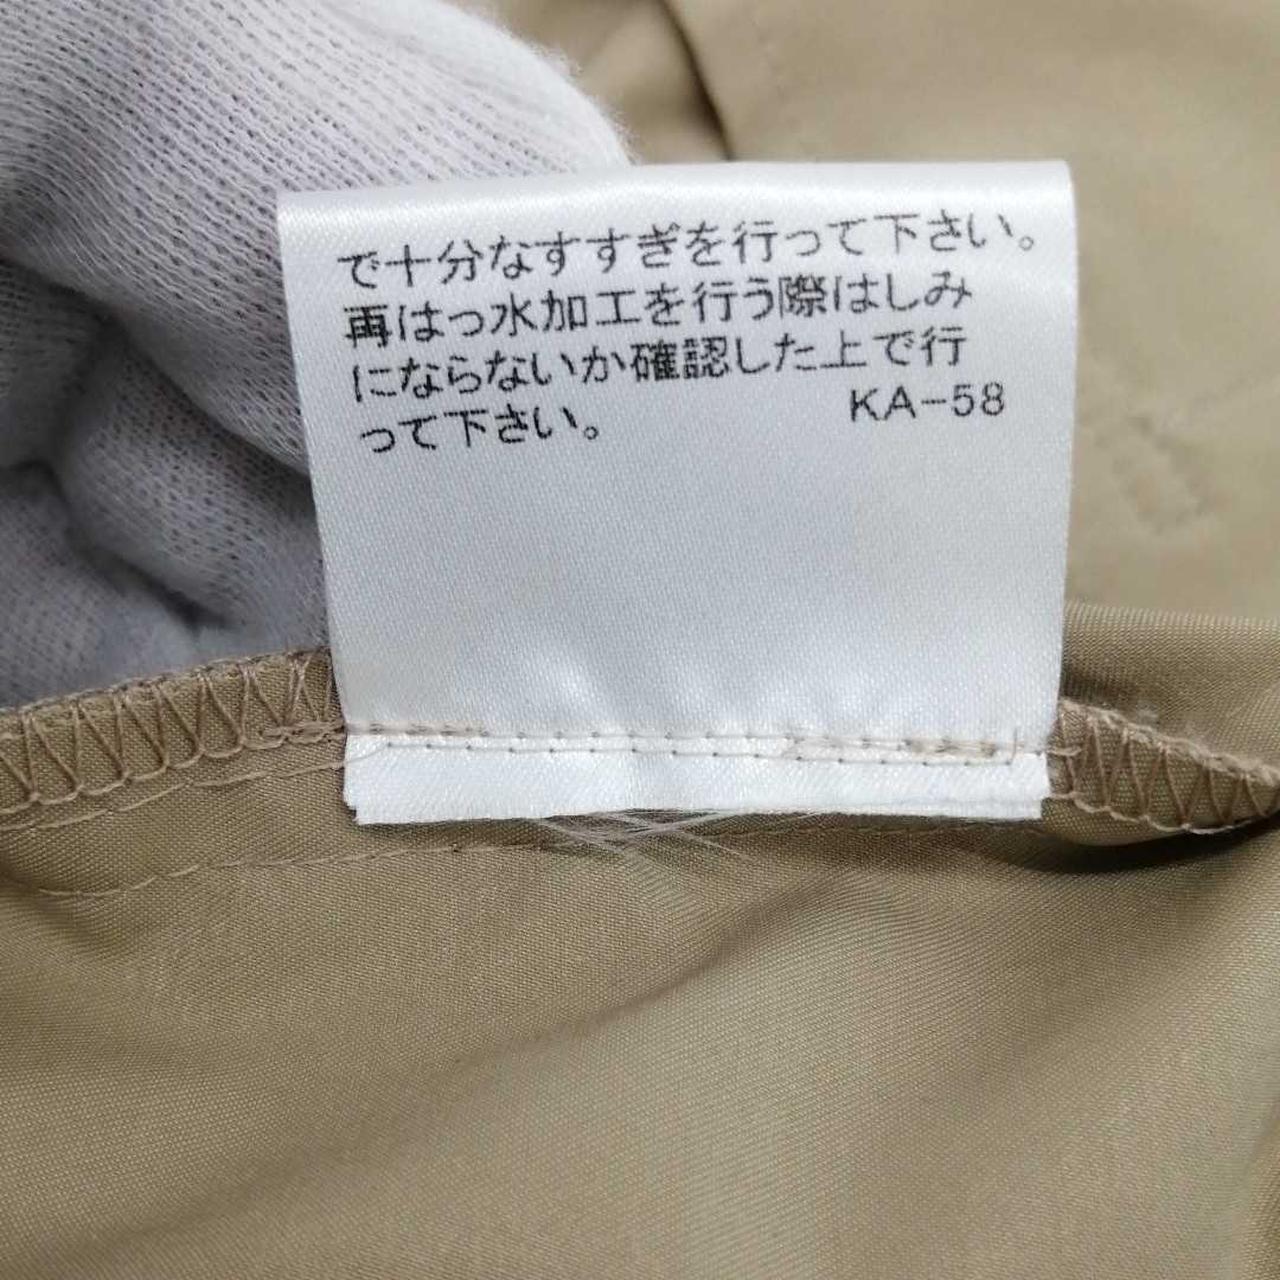 で十分なすすぎを行って下さい。
再はっ水加工を行う際はしみ
にならないか確認した上で行
って下さい。 KA-58